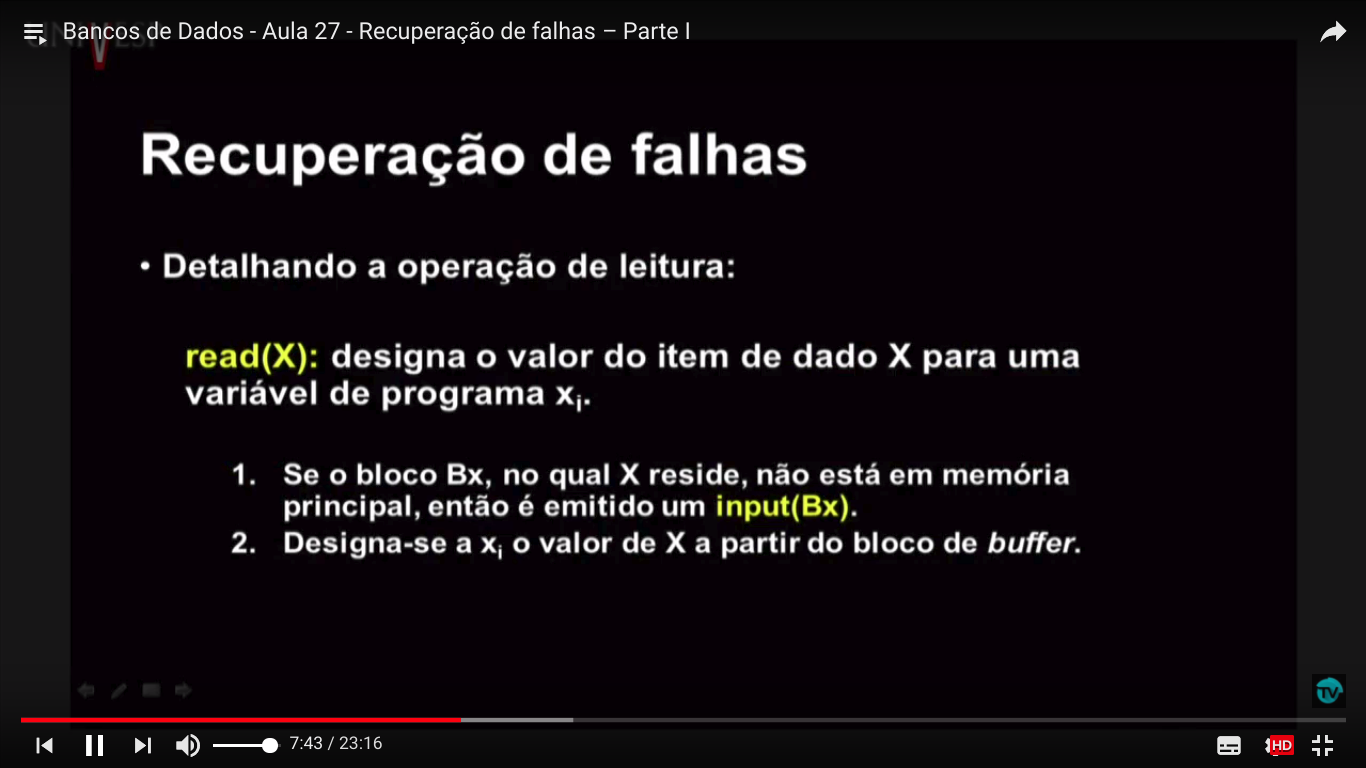 Bancos de Dados - Aula 27 - Recuperação de falhas – Parte I
Recuperação de falhas
• Detalhando a operação de leitura:
read(X): designa o valor do item de dado X para uma
variável de programa xᵢ.
1. Se o bloco Bx, no qual X reside, não está em memória
principal, então é emitido um input(Bx).
2. Designa-se a xᵢ o valor de X a partir do bloco de buffer.
TV
7:43 / 23:16
HD